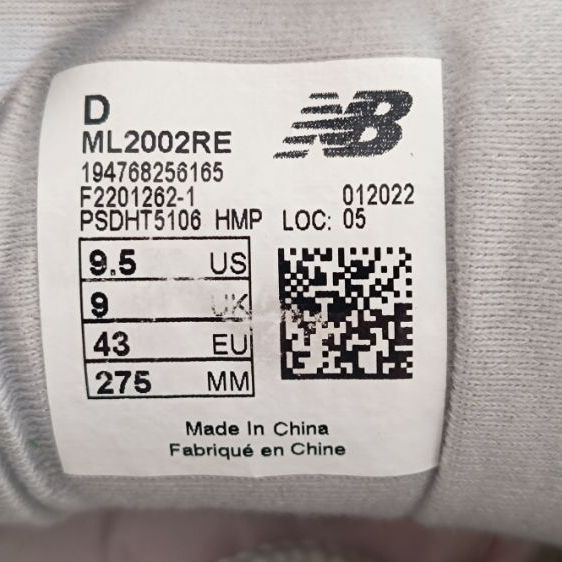 D
NB
ML2002RE
194768256165
F2201262-1 012022
PSDHT5106 HMP LOC: 05
9.5 US
9 UK
43 EU
275 MM
Made In China
Fabriqué en Chine